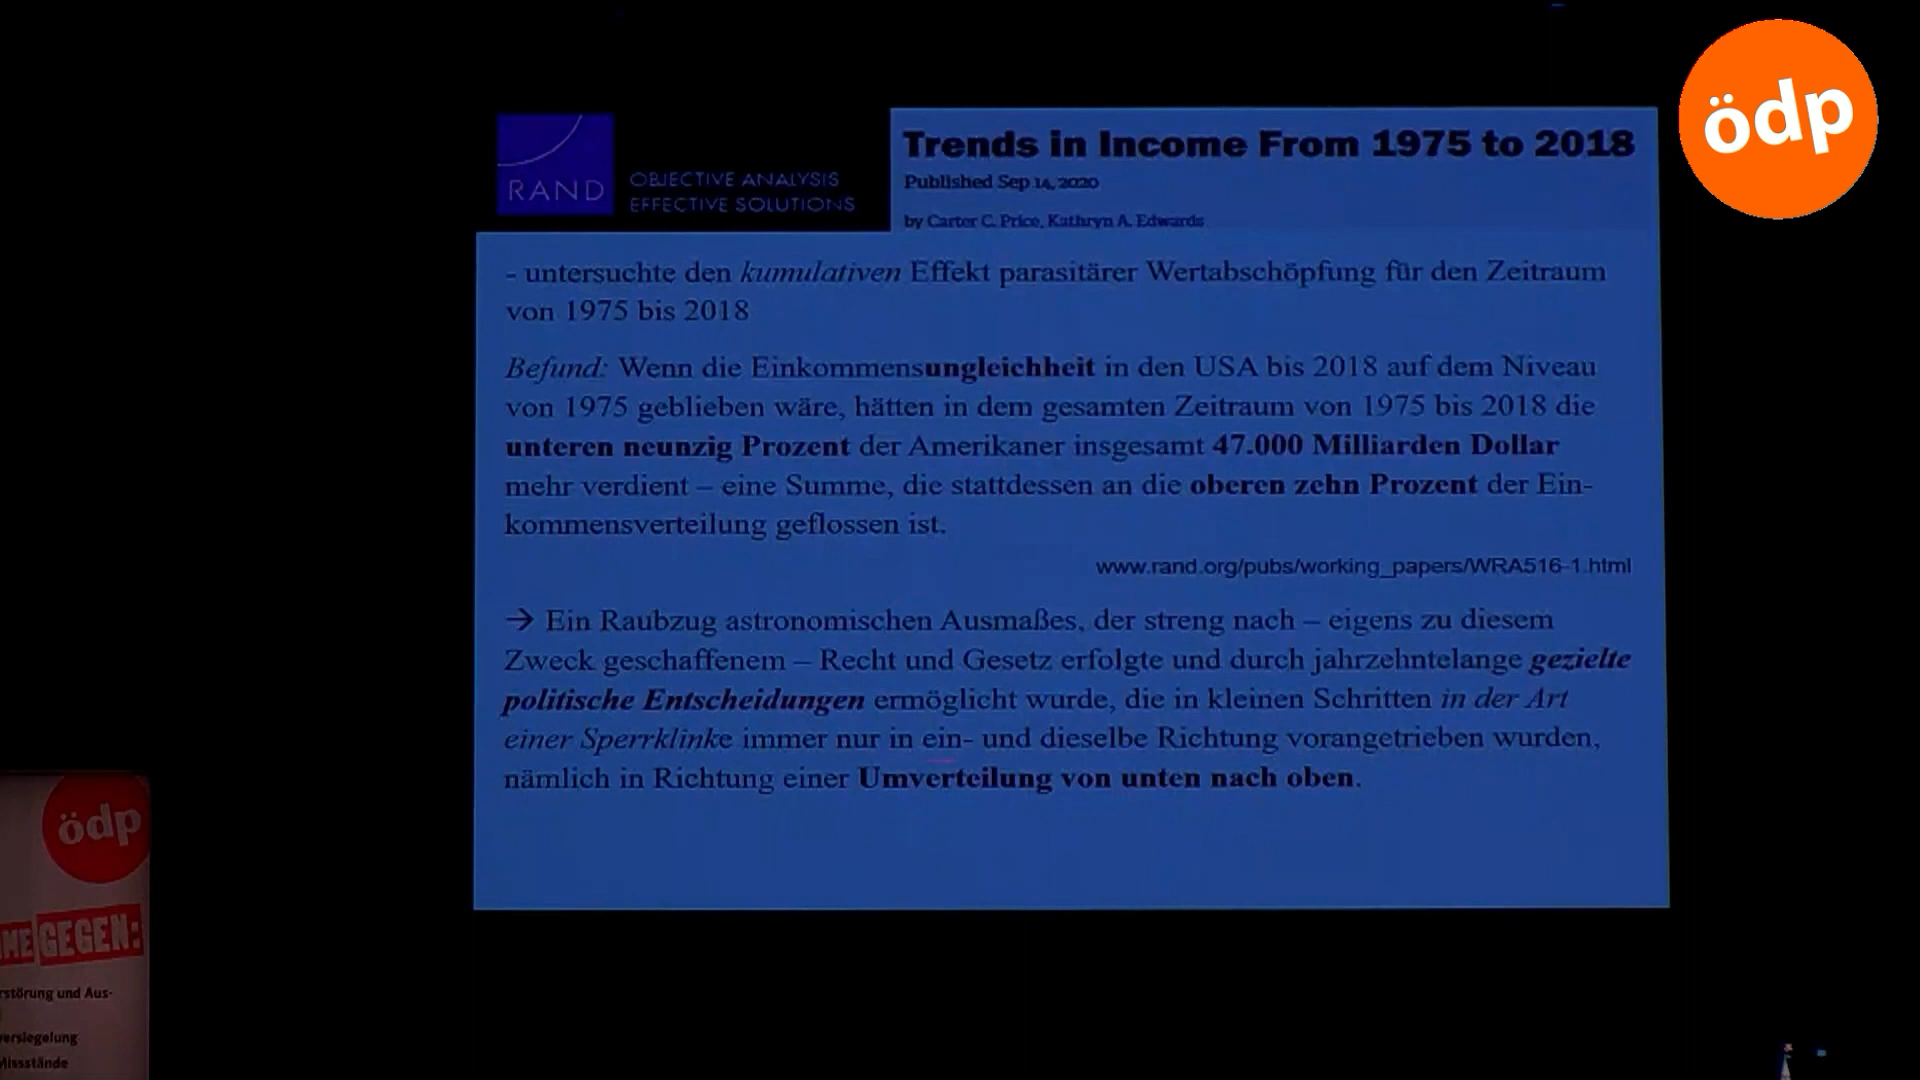 ödp
RAND
OBJECTIVE ANALYSIS
EFFECTIVE SOLUTIONS
Trends in Income From 1975 to 2018
Published Sep 14, 2020
by Carter C. Price, Kathryn A. Edwards
- untersuchte den kumulativen Effekt parasitärer Wertabschöpfung für den Zeitraum
von 1975 bis 2018
Befund: Wenn die Einkommensungleichheit in den USA bis 2018 auf dem Niveau
von 1975 geblieben wäre, hätten in dem gesamten Zeitraum von 1975 bis 2018 die
unteren neunzig Prozent der Amerikaner insgesamt 47.000 Milliarden Dollar
mehr verdient – eine Summe, die stattdessen an die oberen zehn Prozent der Ein-
kommensverteilung geflossen ist.
www.rand.org/pubs/working_papers/WRA516-1.html
→ Ein Raubzug astronomischen Ausmaßes, der streng nach – eigens zu diesem
Zweck geschaffenem – Recht und Gesetz erfolgte und durch jahrzehntelange gezielte
politische Entscheidungen ermöglicht wurde, die in kleinen Schritten in der Art
einer Sperrklinke immer nur in ein- und dieselbe Richtung vorangetrieben wurden,
nämlich in Richtung einer Umverteilung von unten nach oben.
ödp
ME GEGEN:
rstörung und Aus-
versiegelung
Missstände